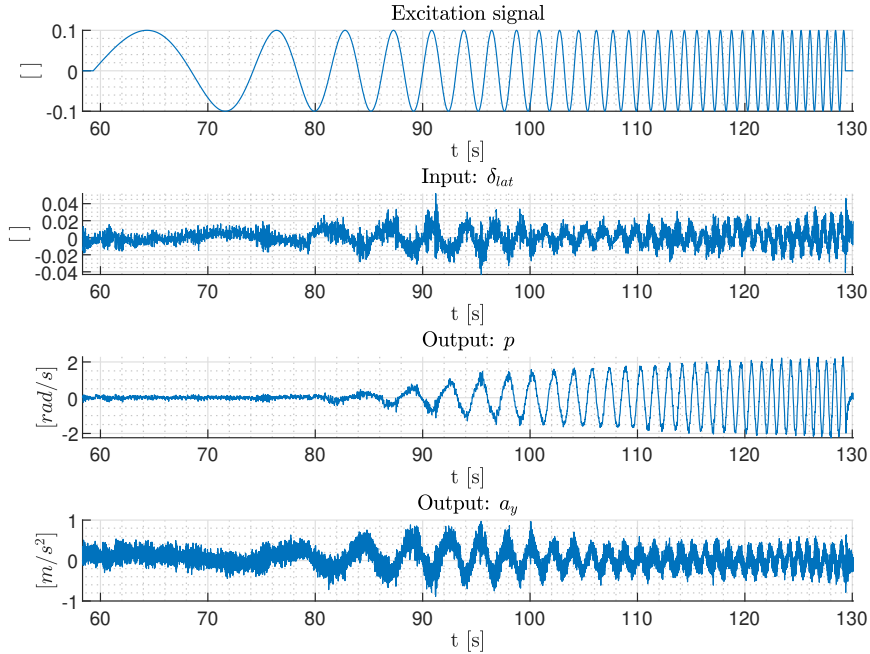 Excitation signal
0.1
0
-0.1
[ ]
60 70 80 90 100 110 120 130
t [s]
Input: δlat
0.04
0.02
0
-0.02
-0.04
[ ]
60 70 80 90 100 110 120 130
t [s]
Output: p
2
0
-2
[rad/s]
60 70 80 90 100 110 120 130
t [s]
Output: ay
1
0
-1
[m/s²]
60 70 80 90 100 110 120 130
t [s]